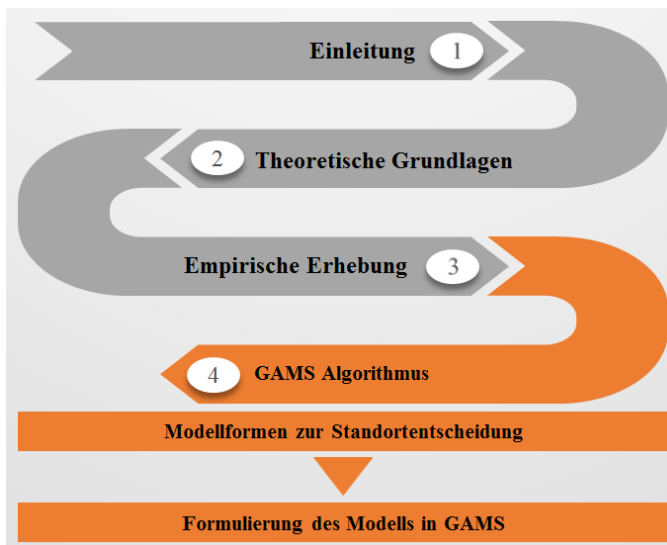 Einleitung 1
2 Theoretische Grundlagen
Empirische Erhebung 3
4 GAMS Algorithmus
Modellformen zur Standortentscheidung
Formulierung des Modells in GAMS